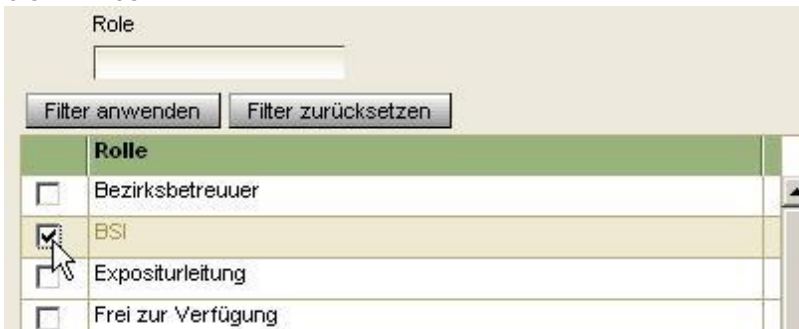 Role
Filter anwenden Filter zurücksetzen
Rolle
Bezirksbetreuuer
BSI
Expositurleitung
Frei zur Verfügung